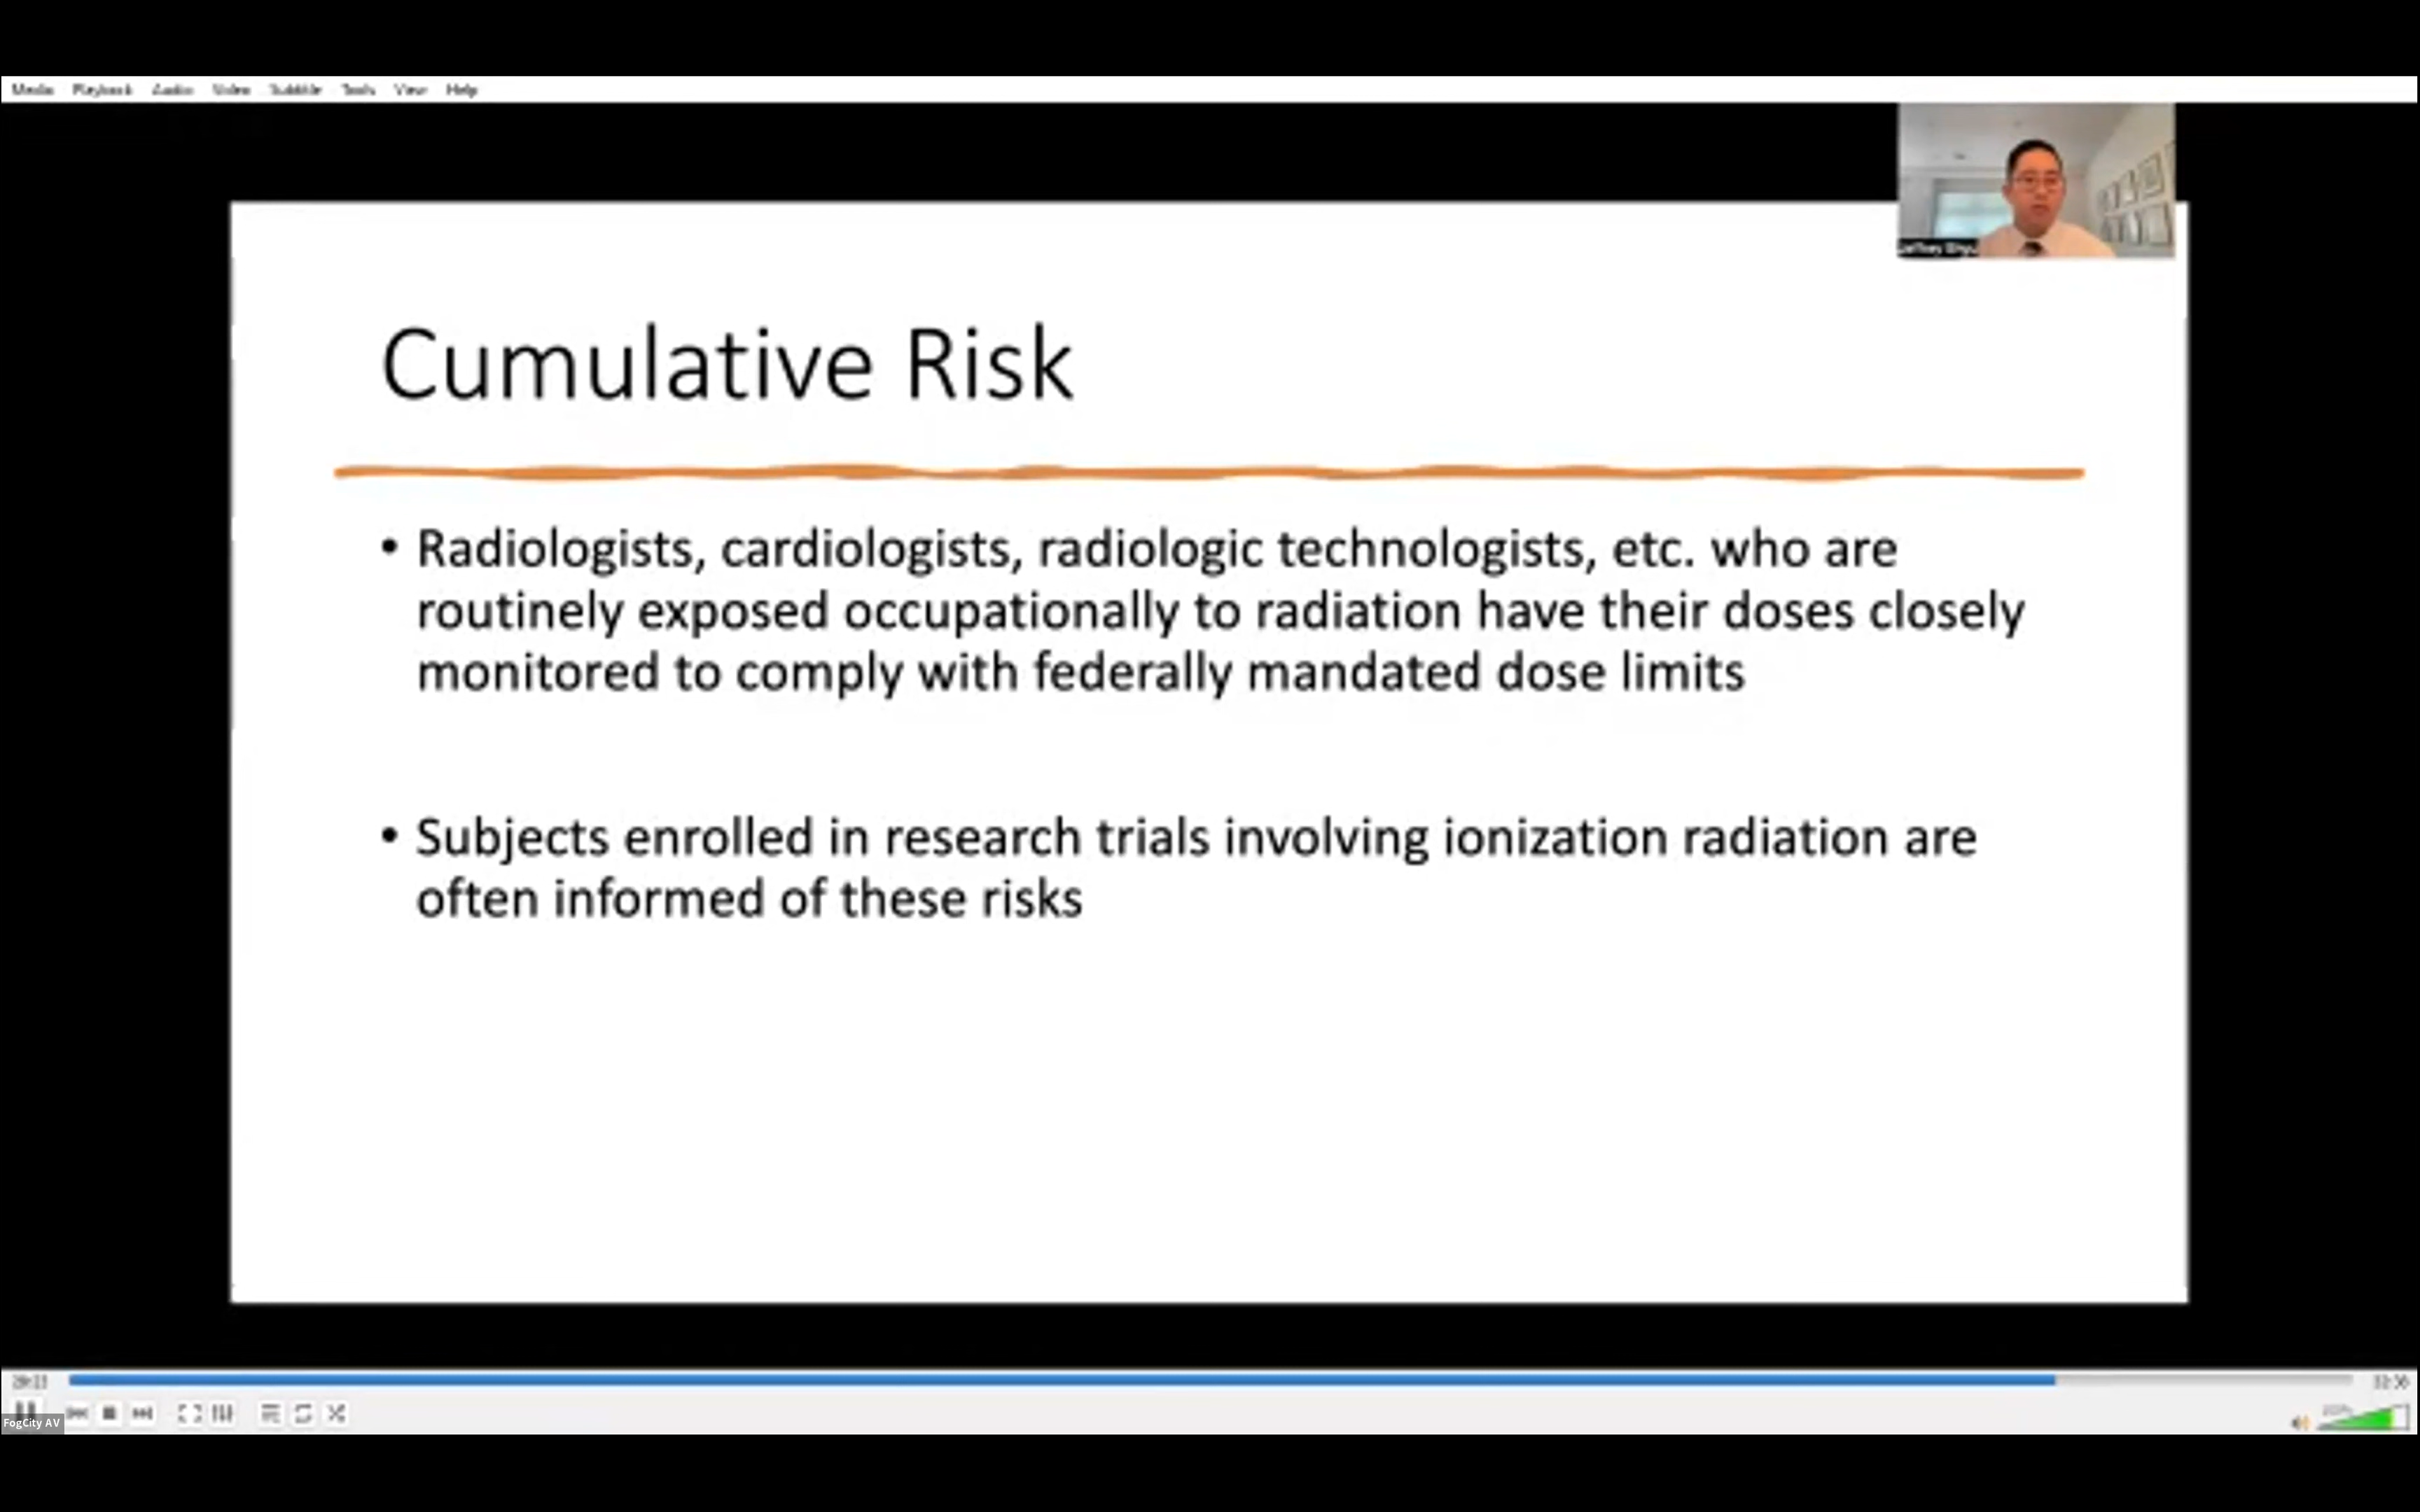 Media Playback Audio Video Subtitle Tools View Help
Cumulative Risk
• Radiologists, cardiologists, radiologic technologists, etc. who are
routinely exposed occupationally to radiation have their doses closely
monitored to comply with federally mandated dose limits
• Subjects enrolled in research trials involving ionization radiation are
often informed of these risks
FogCity AV